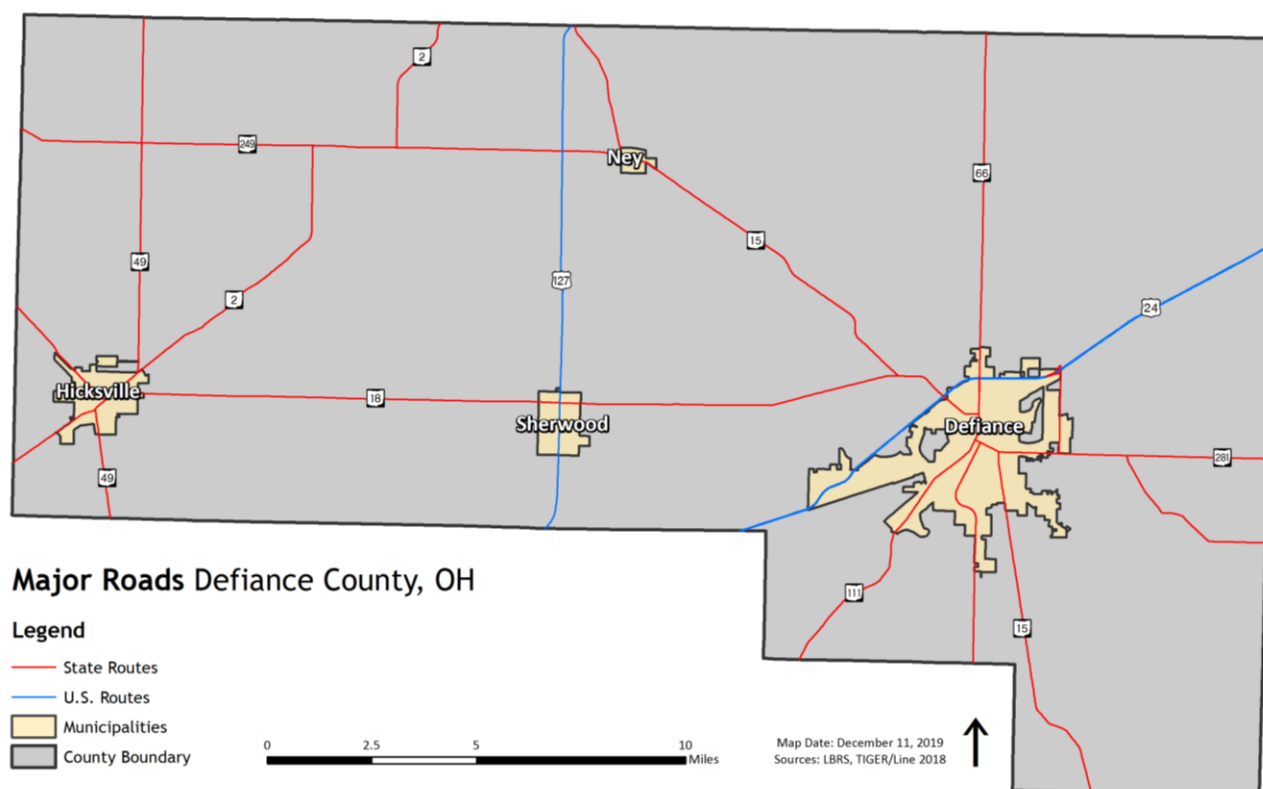 2
249
Ney
66
15
49
127
2
24
Hicksville
18
Sherwood
Defiance
281
49
111
15
Major Roads Defiance County, OH
Legend
State Routes
U.S. Routes
Municipalities
County Boundary
0 2.5 5 10
Miles
Map Date: December 11, 2019
Sources: LBRS, TIGER/Line 2018